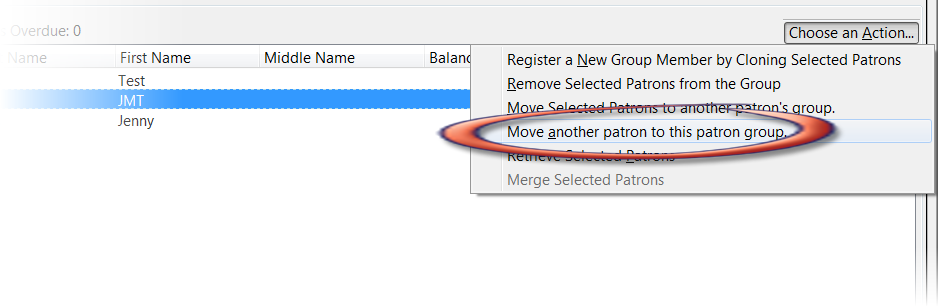 s Overdue: 0
Choose an Action...
Name First Name Middle Name Balanc
Register a New Group Member by Cloning Selected Patrons
Test
Remove Selected Patrons from the Group
JMT
Move Selected Patrons to another patron's group.
Jenny
Move another patron to this patron group.
Retrieve Selected Patrons
Merge Selected Patrons